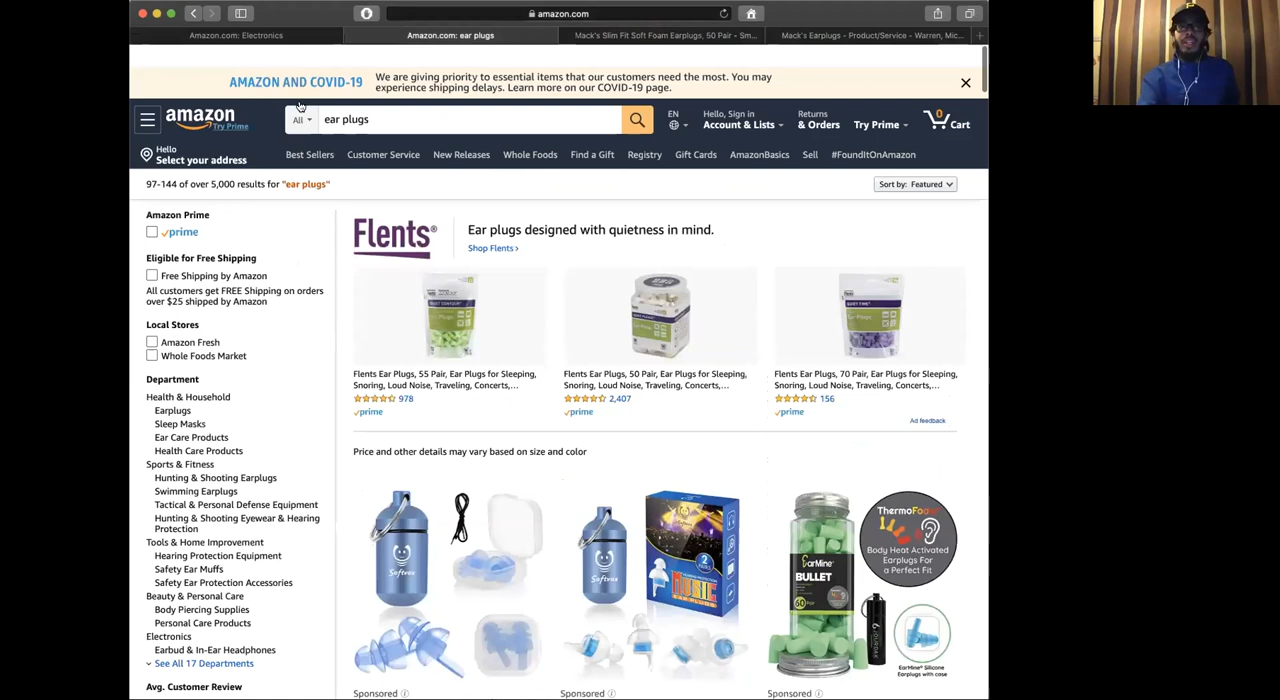 amazon.com
Amazon.com: Electronics
Amazon.com: ear plugs
Mack's Slim Fit Soft Foam Earplugs, 50 Pair - Sm...
Mack's Earplugs - Product/Service - Warren, Mic...
AMAZON AND COVID-19
We are giving priority to essential items that our customers need the most. You may
experience shipping delays. Learn more on our COVID-19 page.
amazon
Try Prime
All
ear plugs
EN
Hello, Sign in
Account & Lists
Returns
& Orders
Try Prime
0
Cart
Hello
Select your address
Best Sellers
Customer Service
New Releases
Whole Foods
Find a Gift
Registry
Gift Cards
AmazonBasics
Sell
#FoundItOnAmazon
97-144 of over 5,000 results for "ear plugs"
Sort by: Featured
Amazon Prime
prime
Eligible for Free Shipping
Free Shipping by Amazon
All customers get FREE Shipping on orders
over $25 shipped by Amazon
Local Stores
Amazon Fresh
Whole Foods Market
Department
Health & Household
Earplugs
Sleep Masks
Ear Care Products
Health Care Products
Sports & Fitness
Hunting & Shooting Earplugs
Swimming Earplugs
Tactical & Personal Defense Equipment
Hunting & Shooting Eyewear & Hearing
Protection
Tools & Home Improvement
Hearing Protection Equipment
Safety Ear Muffs
Safety Ear Protection Accessories
Beauty & Personal Care
Body Piercing Supplies
Personal Care Products
Electronics
Earbud & In-Ear Headphones
See All 17 Departments
Avg. Customer Review
Flents®
Ear plugs designed with quietness in mind.
Shop Flents ›
Flents Ear Plugs, 55 Pair, Ear Plugs for Sleeping,
Snoring, Loud Noise, Traveling, Concerts,...
978
prime
Flents Ear Plugs, 50 Pair, Ear Plugs for Sleeping,
Snoring, Loud Noise, Traveling, Concerts,...
2,407
prime
Flents Ear Plugs, 70 Pair, Ear Plugs for Sleeping,
Snoring, Loud Noise, Traveling, Concerts,...
156
prime
Ad feedback
Price and other details may vary based on size and color
Softvox
Softvox
MUSIC
2
EarMine
BULLET
60
ThermoFoam
Body Heat Activated
Earplugs For
a Perfect Fit
EarMine® Silicone
Earplugs with case
Sponsored
Sponsored
Sponsored